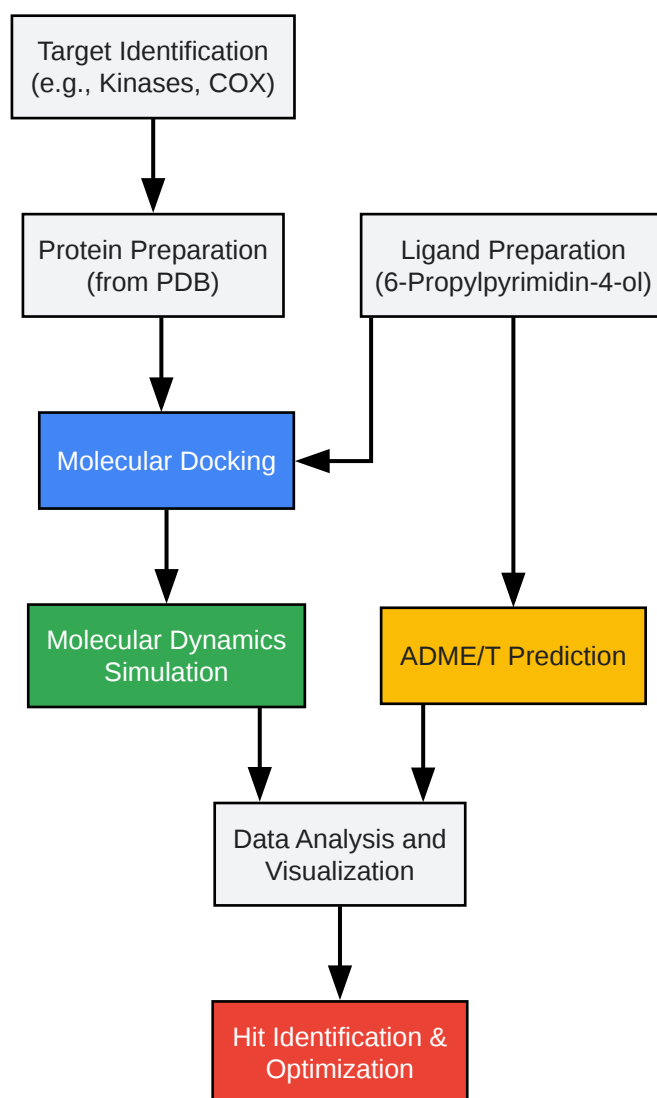 Target Identification
(e.g., Kinases, COX)
Protein Preparation
(from PDB)
Ligand Preparation
(6-Propylpyrimidin-4-ol)
Molecular Docking
Molecular Dynamics
Simulation
ADME/T Prediction
Data Analysis and
Visualization
Hit Identification &
Optimization